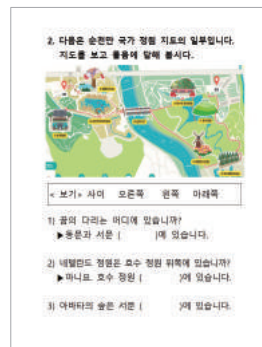 2. 다음은 순천만 국가 정원 지도의 일부입니다.
지도를 보고 물음에 답해 봅시다.
< 보기> 사이 오른쪽 왼쪽 아래쪽
1) 꿈의 다리는 어디에 있습니까?
▶동문과 서문 ( )에 있습니다.
2) 네덜란드 정원은 호수 정원 위쪽에 있습니까?
▶아니요. 호수 정원 ( )에 있습니다.
3) 아바타의 숲은 서문 ( )에 있습니다.